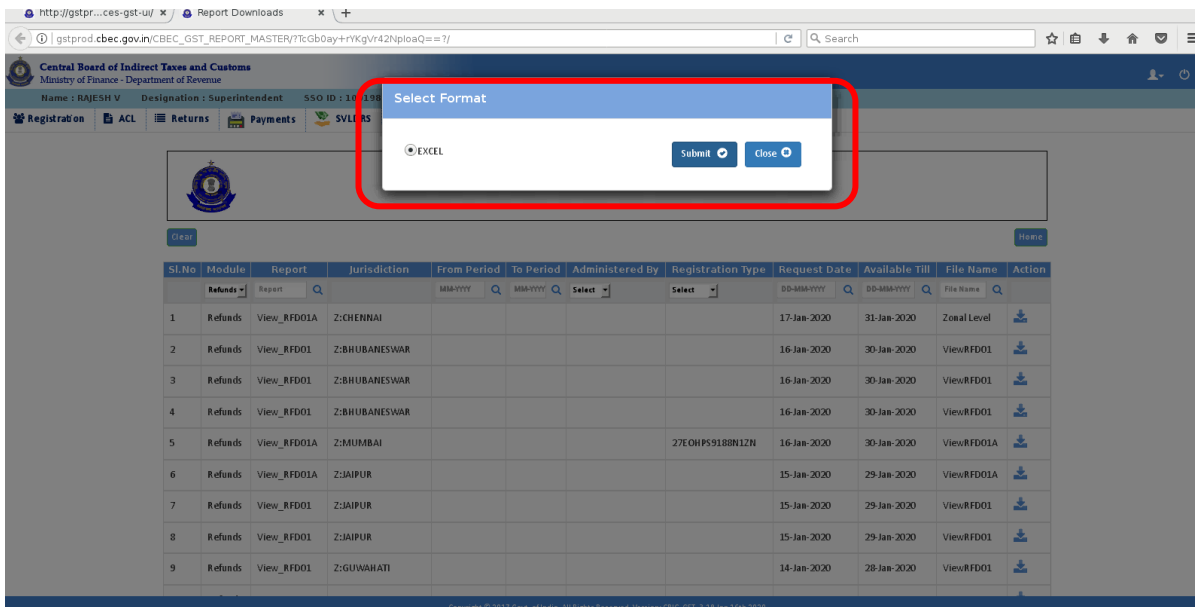 http://gstpr...ces-gst-ui/ Report Downloads
gstprod.cbec.gov.in/CBEC_GST_REPORT_MASTER/?TcGb0ay+rYKgVr42NploaQ==?/ Search
Central Board of Indirect Taxes and Customs
Ministry of Finance - Department of Revenue
Name : RAJESH V Designation : Superintendent SSO ID :
Registration ACL Returns Payments
Select Format
EXCEL Submit Close
Clear Home
Sl.No Module Report Jurisdiction From Period To Period Administered By Registration Type Request Date Available Till File Name Action
Refunds Report MM-YYYY MM-YYYY Select Select DD-MM-YYYY DD-MM-YYYY File Name
1 Refunds View_RFD01A Z:CHENNAI 17-Jan-2020 31-Jan-2020 Zonal Level
2 Refunds View_RFD01 Z:BHUBANESWAR 16-Jan-2020 30-Jan-2020 ViewRFD01
3 Refunds View_RFD01 Z:BHUBANESWAR 16-Jan-2020 30-Jan-2020 ViewRFD01
4 Refunds View_RFD01 Z:BHUBANESWAR 16-Jan-2020 30-Jan-2020 ViewRFD01
5 Refunds View_RFD01A Z:MUMBAI 27EOHPS9188N1ZN 16-Jan-2020 30-Jan-2020 ViewRFD01A
6 Refunds View_RFD01A Z:JAIPUR 15-Jan-2020 29-Jan-2020 ViewRFD01A
7 Refunds View_RFD01 Z:JAIPUR 15-Jan-2020 29-Jan-2020 ViewRFD01
8 Refunds View_RFD01 Z:JAIPUR 15-Jan-2020 29-Jan-2020 ViewRFD01
9 Refunds View_RFD01 Z:GUWAHATI 14-Jan-2020 28-Jan-2020 ViewRFD01